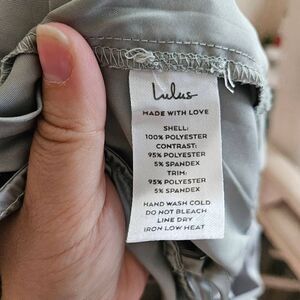 Lulus
MADE WITH LOVE
SHELL:
100% POLYESTER
CONTRAST:
95% POLYESTER
5% SPANDEX
TRIM:
95% POLYESTER
5% SPANDEX
HAND WASH COLD
DO NOT BLEACH
LINE DRY
IRON LOW HEAT